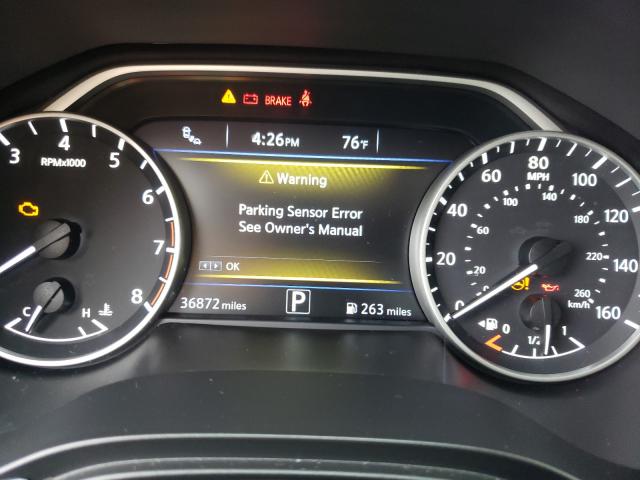 BRAKE
4:26PM
76°F
Warning
Parking Sensor Error
See Owner's Manual
OK
36872 miles
P
263 miles
3
4
5
6
7
8
RPMx1000
C
H
0
20
40
60
80
100
120
140
160
MPH
0
20
60
100
140
180
220
260
km/h
0
1/2
1